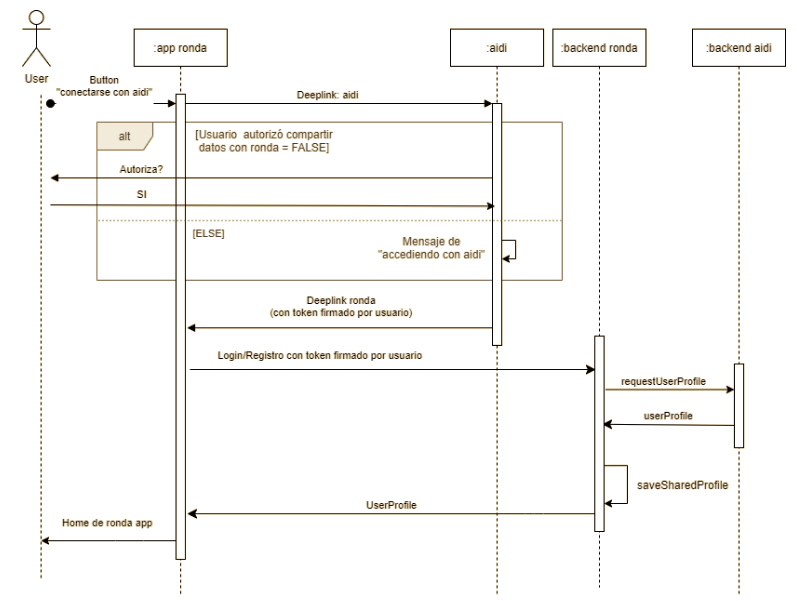 :app ronda
:aidi
:backend ronda
:backend aidi
User
Button
"conectarse con aidi"
Deeplink: aidi
alt
[Usuario autorizó compartir
datos con ronda = FALSE]
Autoriza?
SI
[ELSE]
Mensaje de
"accediendo con aidi"
Deeplink ronda
(con token firmado por usuario)
Login/Registro con token firmado por usuario
requestUserProfile
userProfile
saveSharedProfile
UserProfile
Home de ronda app